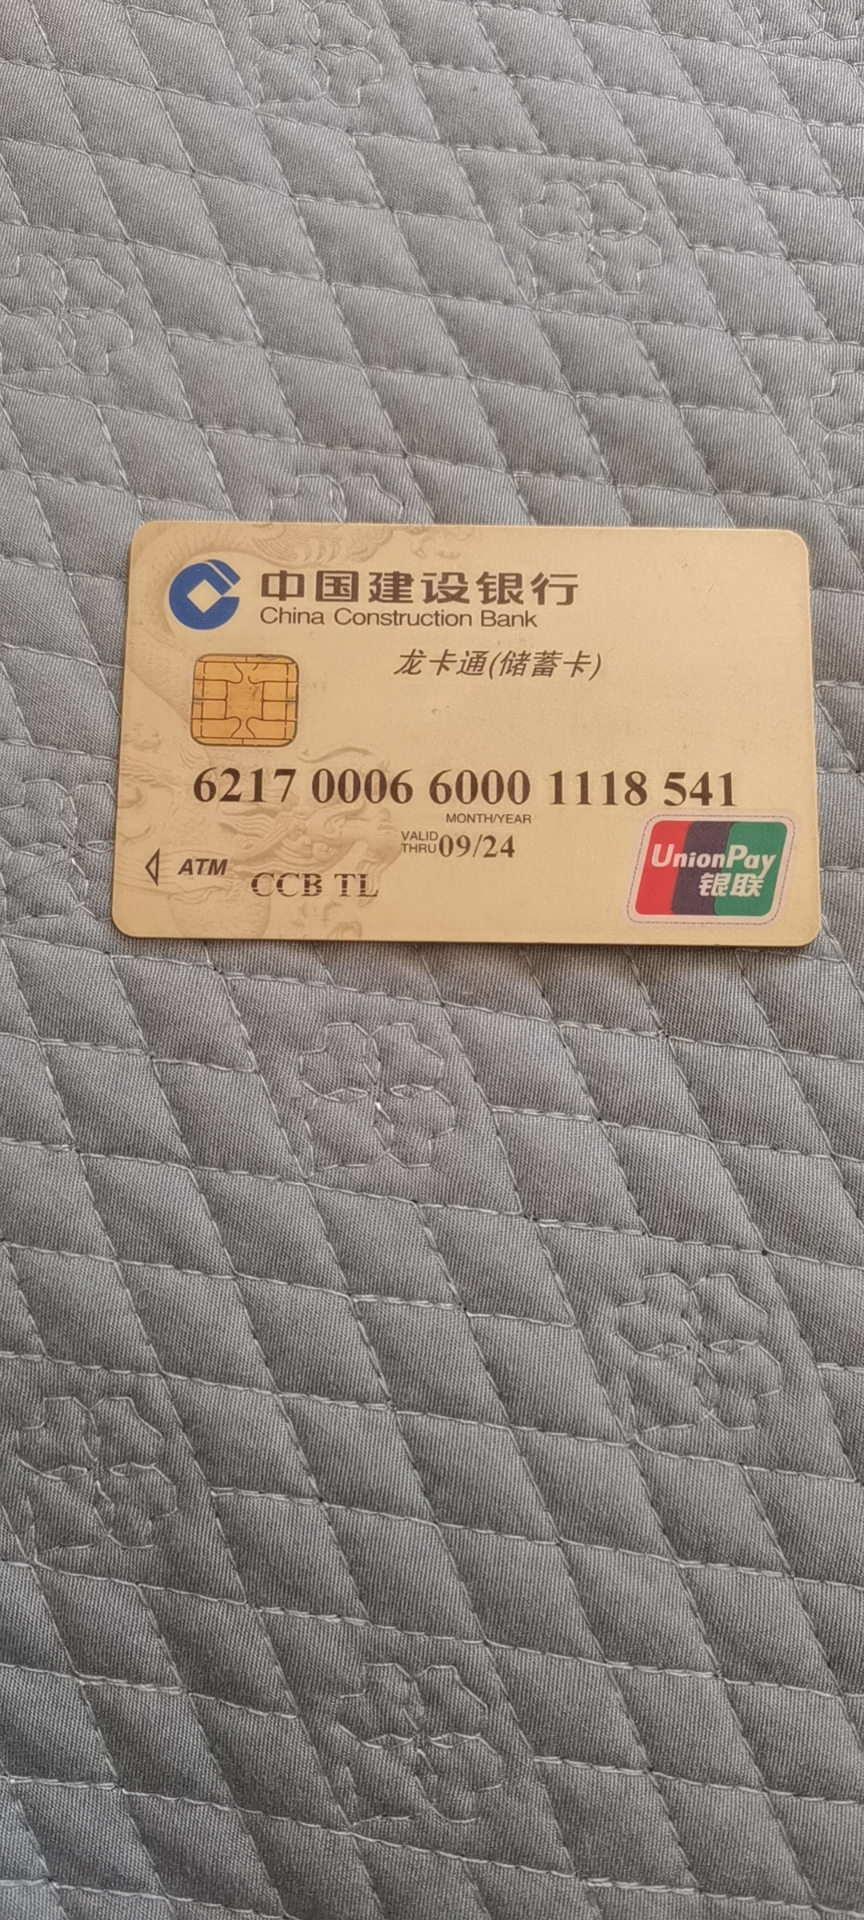 中国建设银行
China Construction Bank
龙卡通(储蓄卡)
6217 0006 6000 1118 541
MONTH/YEAR
VALID THRU 09/24
ATM
CCB TL
UnionPay
银联